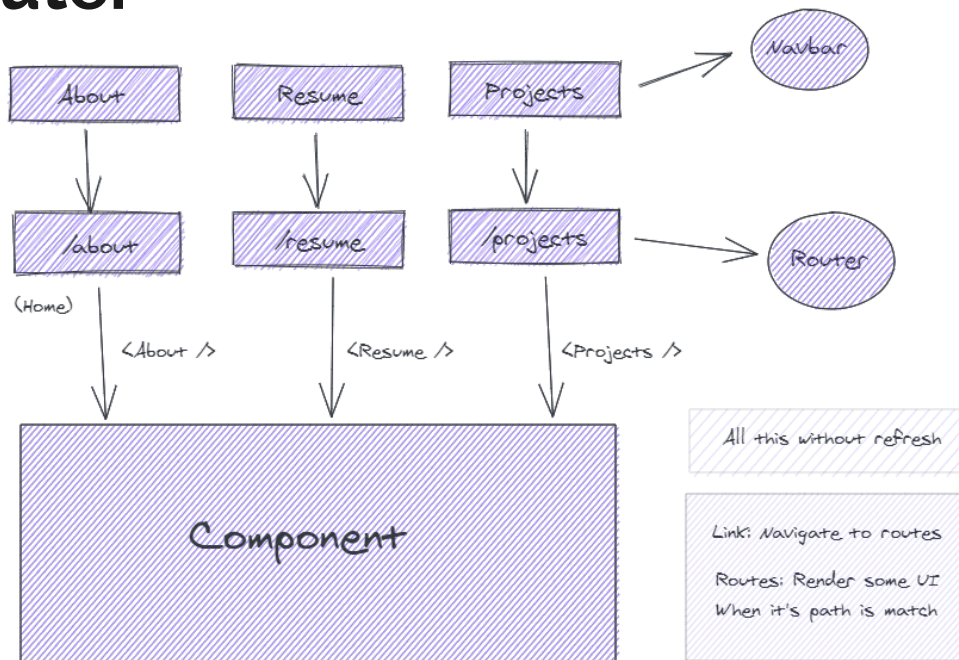 About
Resume
Projects
Navbar
/about
/resume
/projects
Router
(Home)
<About />
<Resume />
<Projects />
Component
All this without refresh
Link: Navigate to routes
Routes: Render some UI
When it's path is match